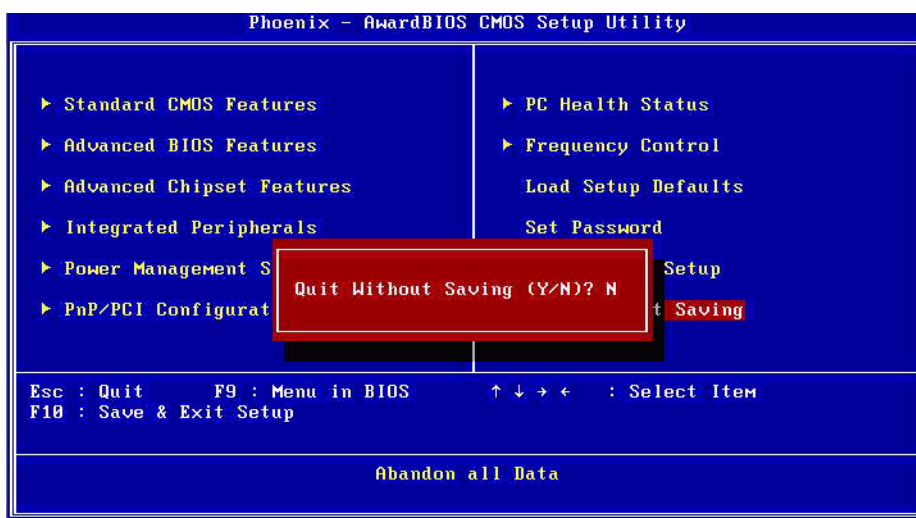 Phoenix - AwardBIOS CMOS Setup Utility
Standard CMOS Features
Advanced BIOS Features
Advanced Chipset Features
Integrated Peripherals
Power Management S
PnP/PCI Configurat
PC Health Status
Frequency Control
Load Setup Defaults
Set Password
Setup
t Saving
Quit Without Saving (Y/N)? N
Esc : Quit F9 : Menu in BIOS ↑ ↓ → ← : Select Item
F10 : Save & Exit Setup
Abandon all Data